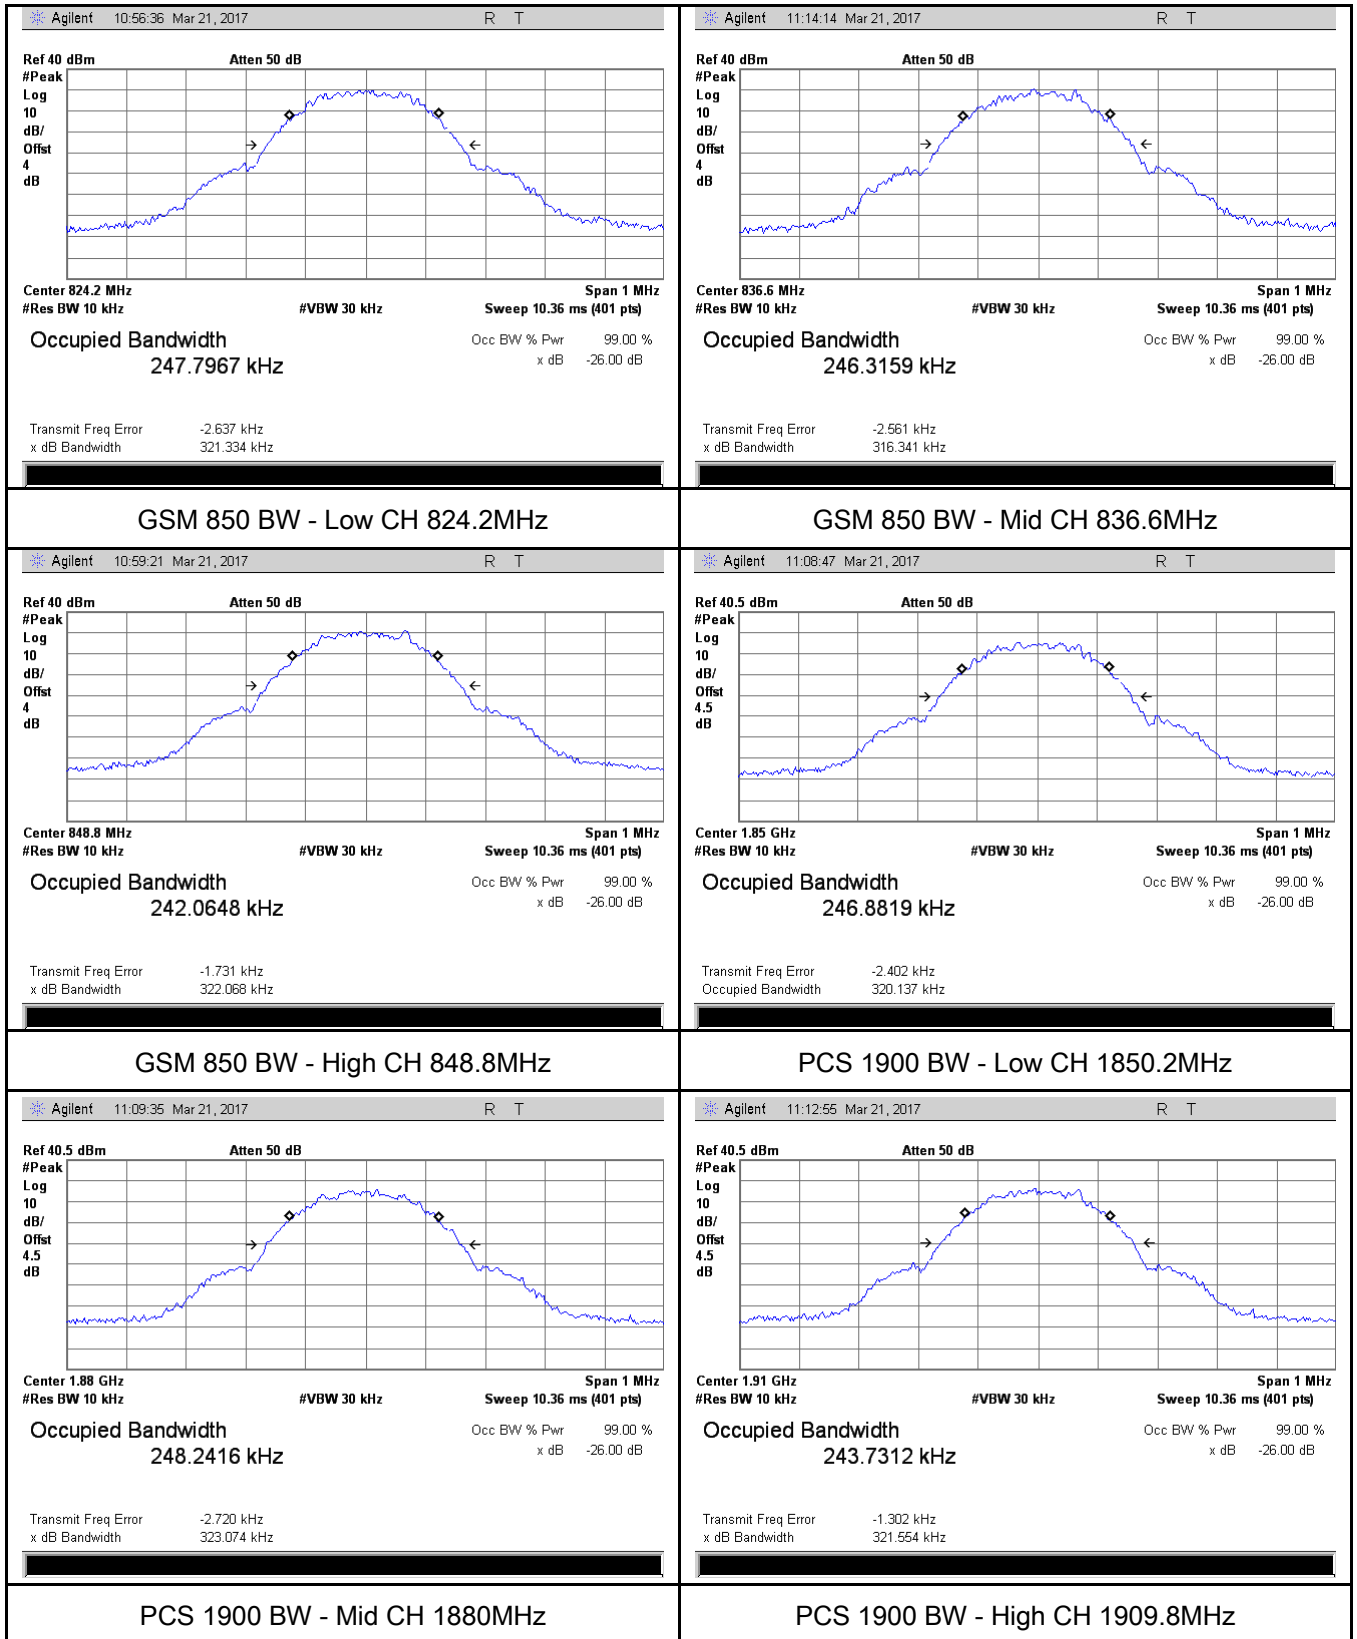 Agilent 10:56:36 Mar 21, 2017 R T
Ref 40 dBm Atten 50 dB
#Peak
Log
10
dB/
Offst
4
dB
Center 824.2 MHz Span 1 MHz
#Res BW 10 kHz #VBW 30 kHz Sweep 10.36 ms (401 pts)
Occupied Bandwidth Occ BW % Pwr 99.00 %
247.7967 kHz x dB -26.00 dB
Transmit Freq Error -2.637 kHz
x dB Bandwidth 321.334 kHz
GSM 850 BW - Low CH 824.2MHz
Agilent 11:14:14 Mar 21, 2017 R T
Ref 40 dBm Atten 50 dB
#Peak
Log
10
dB/
Offst
4
dB
Center 836.6 MHz Span 1 MHz
#Res BW 10 kHz #VBW 30 kHz Sweep 10.36 ms (401 pts)
Occupied Bandwidth Occ BW % Pwr 99.00 %
246.3159 kHz x dB -26.00 dB
Transmit Freq Error -2.561 kHz
x dB Bandwidth 316.341 kHz
GSM 850 BW - Mid CH 836.6MHz
Agilent 10:59:21 Mar 21, 2017 R T
Ref 40 dBm Atten 50 dB
#Peak
Log
10
dB/
Offst
4
dB
Center 848.8 MHz Span 1 MHz
#Res BW 10 kHz #VBW 30 kHz Sweep 10.36 ms (401 pts)
Occupied Bandwidth Occ BW % Pwr 99.00 %
242.0648 kHz x dB -26.00 dB
Transmit Freq Error -1.731 kHz
x dB Bandwidth 322.068 kHz
GSM 850 BW - High CH 848.8MHz
Agilent 11:08:47 Mar 21, 2017 R T
Ref 40.5 dBm Atten 50 dB
#Peak
Log
10
dB/
Offst
4.5
dB
Center 1.85 GHz Span 1 MHz
#Res BW 10 kHz #VBW 30 kHz Sweep 10.36 ms (401 pts)
Occupied Bandwidth Occ BW % Pwr 99.00 %
246.8819 kHz x dB -26.00 dB
Transmit Freq Error -2.402 kHz
Occupied Bandwidth 320.137 kHz
PCS 1900 BW - Low CH 1850.2MHz
Agilent 11:09:35 Mar 21, 2017 R T
Ref 40.5 dBm Atten 50 dB
#Peak
Log
10
dB/
Offst
4.5
dB
Center 1.88 GHz Span 1 MHz
#Res BW 10 kHz #VBW 30 kHz Sweep 10.36 ms (401 pts)
Occupied Bandwidth Occ BW % Pwr 99.00 %
248.2416 kHz x dB -26.00 dB
Transmit Freq Error -2.720 kHz
x dB Bandwidth 323.074 kHz
PCS 1900 BW - Mid CH 1880MHz
Agilent 11:12:55 Mar 21, 2017 R T
Ref 40.5 dBm Atten 50 dB
#Peak
Log
10
dB/
Offst
4.5
dB
Center 1.91 GHz Span 1 MHz
#Res BW 10 kHz #VBW 30 kHz Sweep 10.36 ms (401 pts)
Occupied Bandwidth Occ BW % Pwr 99.00 %
243.7312 kHz x dB -26.00 dB
Transmit Freq Error -1.302 kHz
x dB Bandwidth 321.554 kHz
PCS 1900 BW - High CH 1909.8MHz